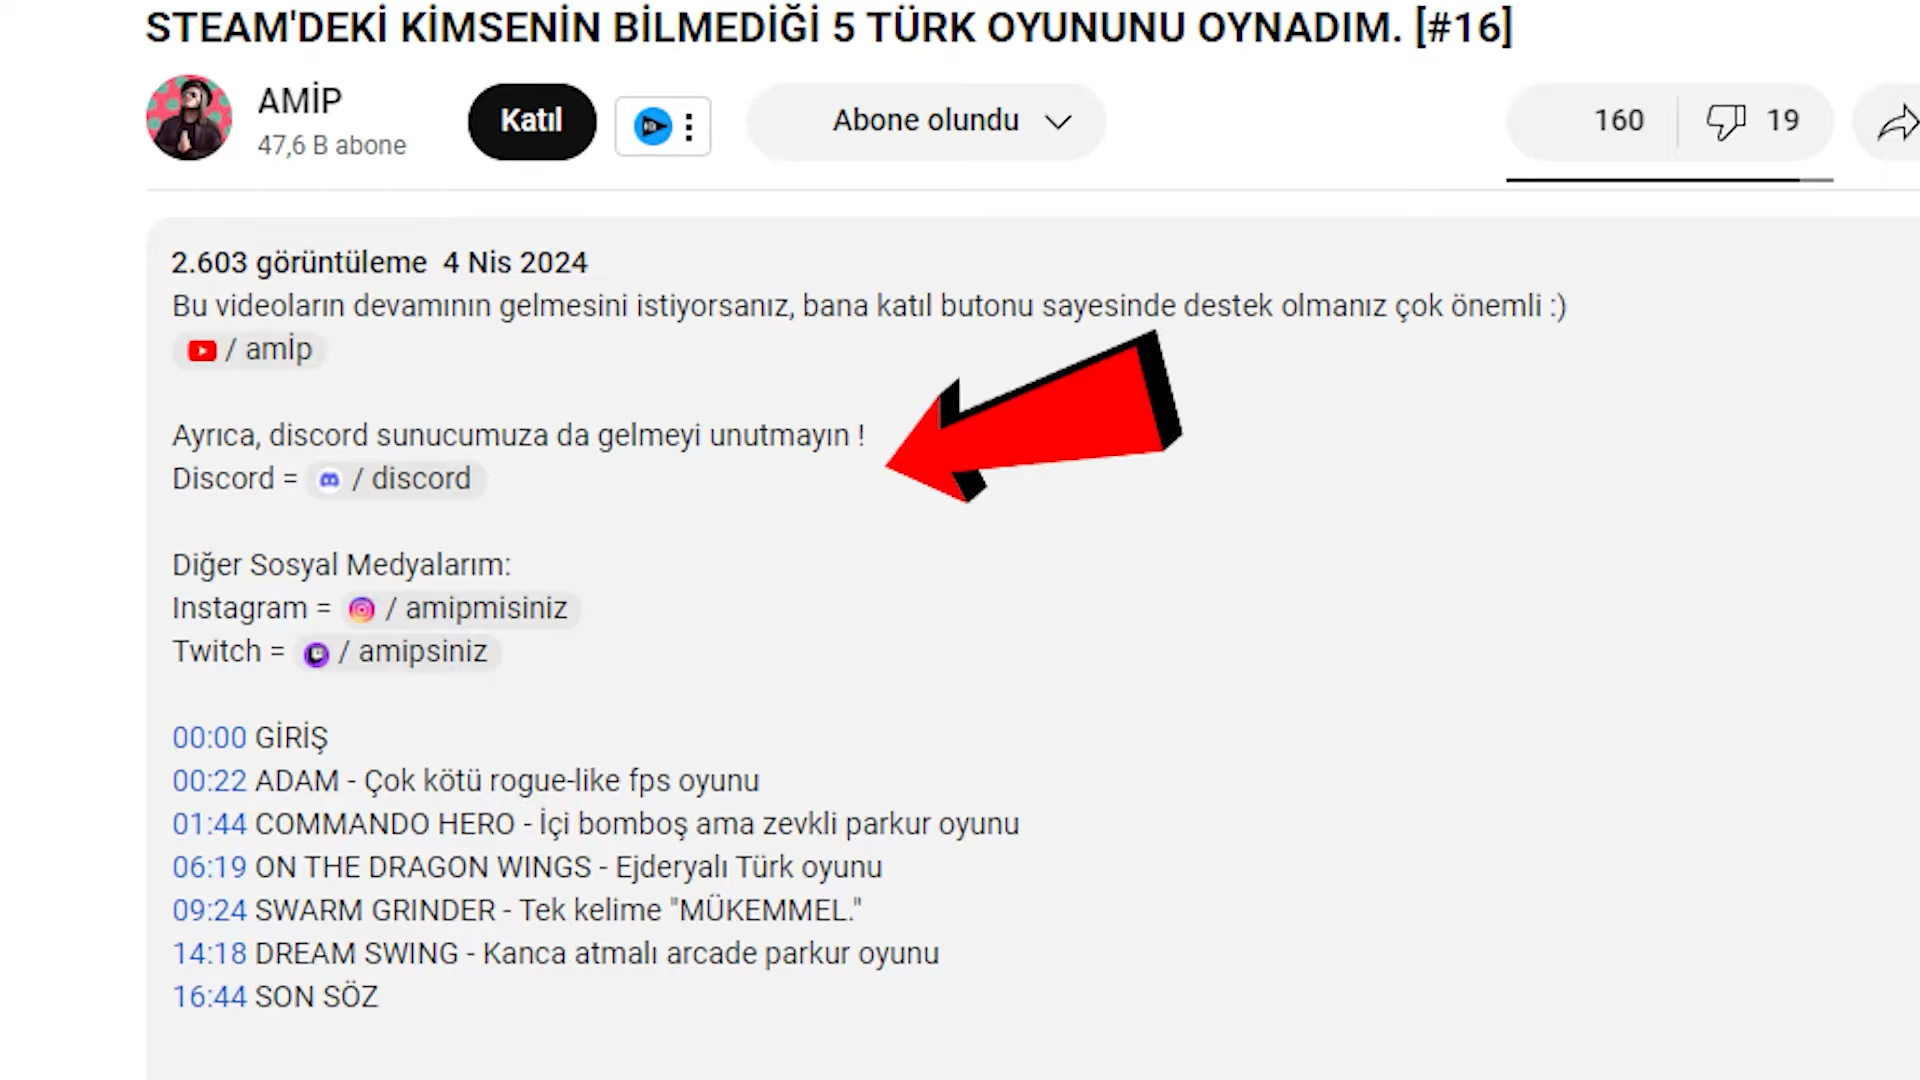 STEAM'DEKİ KİMSENİN BİLMEDİĞİ 5 TÜRK OYUNUNU OYNADIM. [#16]
AMİP
47,6 B abone
Katıl
Abone olundu
160
19
2.603 görüntüleme 4 Nis 2024
Bu videoların devamının gelmesini istiyorsanız, bana katıl butonu sayesinde destek olmanız çok önemli :)
/ amİp
Ayrıca, discord sunucumuza da gelmeyi unutmayın !
Discord = / discord
Diğer Sosyal Medyalarım:
Instagram = / amipmisiniz
Twitch = / amipsiniz
00:00 GİRİŞ
00:22 ADAM - Çok kötü rogue-like fps oyunu
01:44 COMMANDO HERO - İçi bomboş ama zevkli parkur oyunu
06:19 ON THE DRAGON WINGS - Ejderyalı Türk oyunu
09:24 SWARM GRINDER - Tek kelime "MÜKEMMEL."
14:18 DREAM SWING - Kanca atmalı arcade parkur oyunu
16:44 SON SÖZ